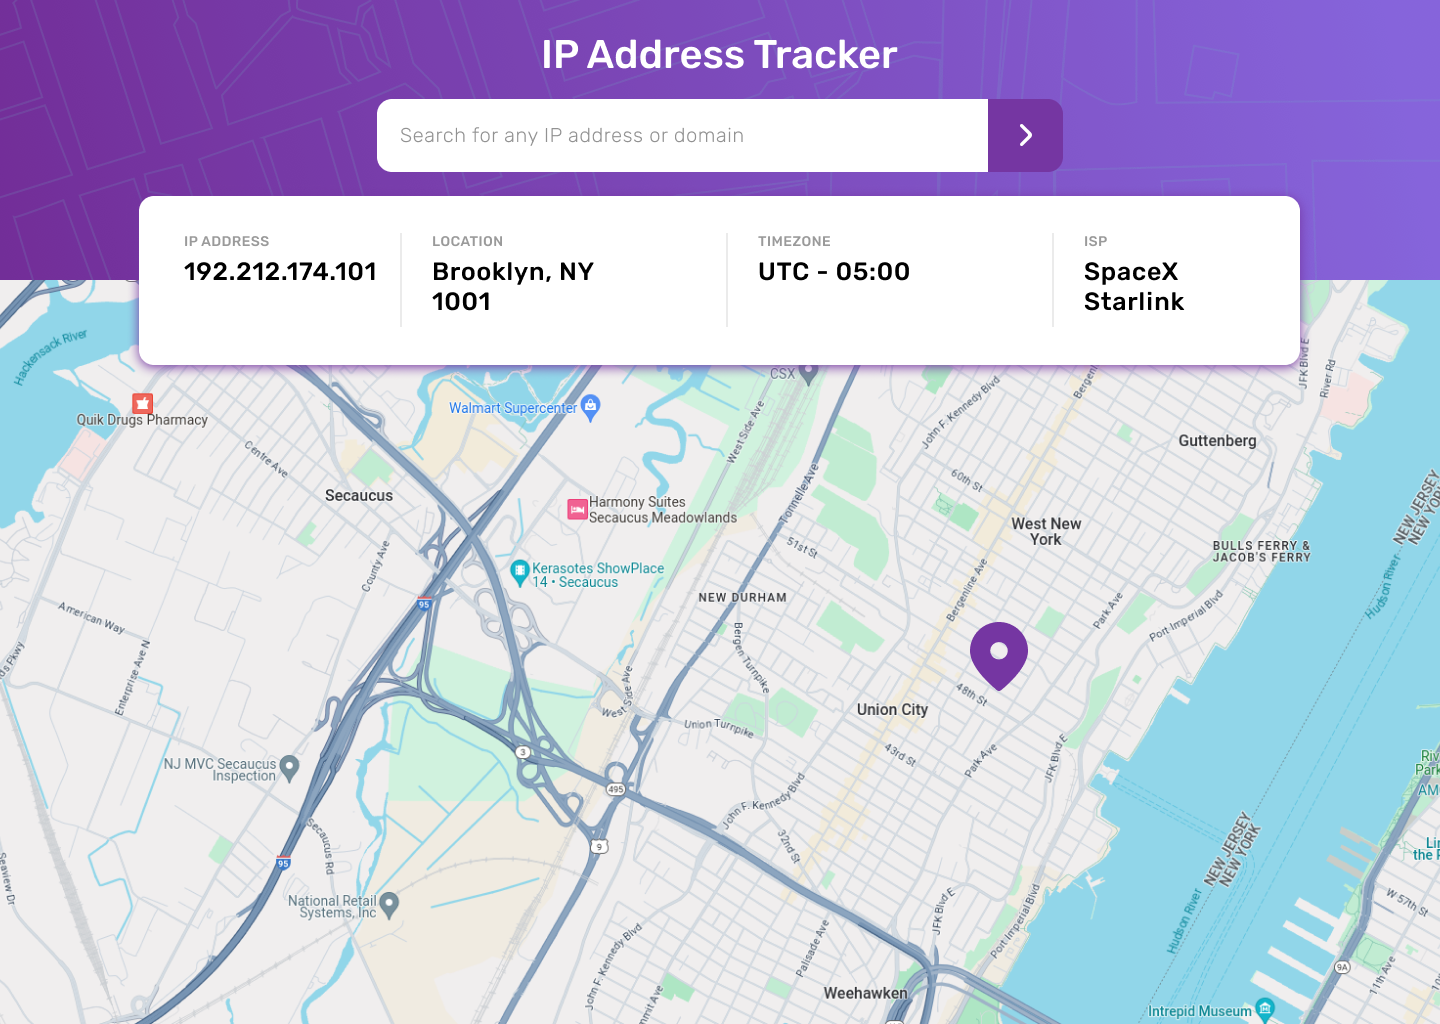 IP Address Tracker
Search for any IP address or domain
IP ADDRESS
192.212.174.101
LOCATION
Brooklyn, NY
1001
TIMEZONE
UTC - 05:00
ISP
SpaceX
Starlink
Hackensack River
JFK Blvd E
River Rd
CSX
Bergenl
John F. Kennedy Blvd
Walmart Supercenter
Quik Drugs Pharmacy
West Side Ave
Guttenberg
Centre Ave
60th St
Tonnelle Ave
Secaucus
Harmony Suites
Secaucus Meadowlands
NEW JERSEY
NEW YORK
West New
York
51st St
BULLS FERRY &
JACOB'S FERRY
County Ave
Kerasotes ShowPlace
14 • Secaucus
Hudson River
Bergenline Ave
NEW DURHAM
95
Park Ave
Port Imperial Blvd
American Way
Bergen Turnpike
Enterprise Ave N
s Pkwy
West Side Ave
48th St
Union City
Union Turnpike
3
43rd St
Park Ave
JFK Blvd E
NJ MVC Secaucus
Inspection
Riv
Park
AM
495
John F. Kennedy Blvd
32nd St
Secaucus Rd
9
NEW JERSEY
NEW YORK
Lin
the
95
Seaview Dr
National Retail
Systems, Inc
W 57th St
JFK Blvd E
Port Imperial Blvd
Hudson River
John F. Kennedy Blvd
Palisade Ave
9A
11th Ave
10t
Weehawken
mmit Ave
Intrepid Museum